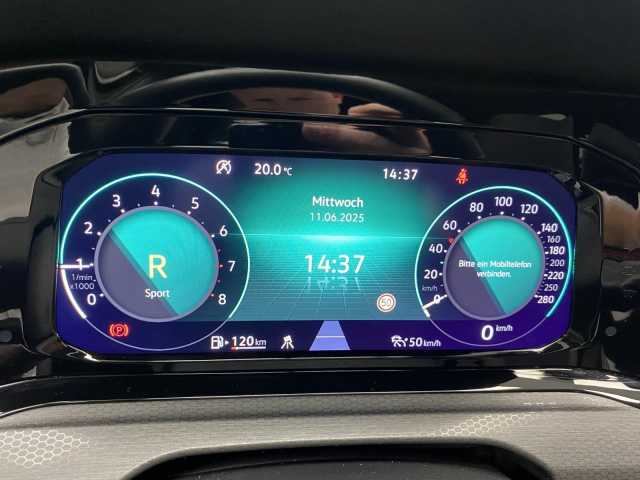 20.0 °C
14:37
Mittwoch
11.06.2025
14:37
50
0
1
2
3
4
5
6
7
8
1/min
x1000
R
Sport
0
20
40
60
80
100
120
140
160
180
200
220
250
280
km/h
Bitte ein Mobiltelefon
verbinden.
P
120 km
50 km/h
0 km/h